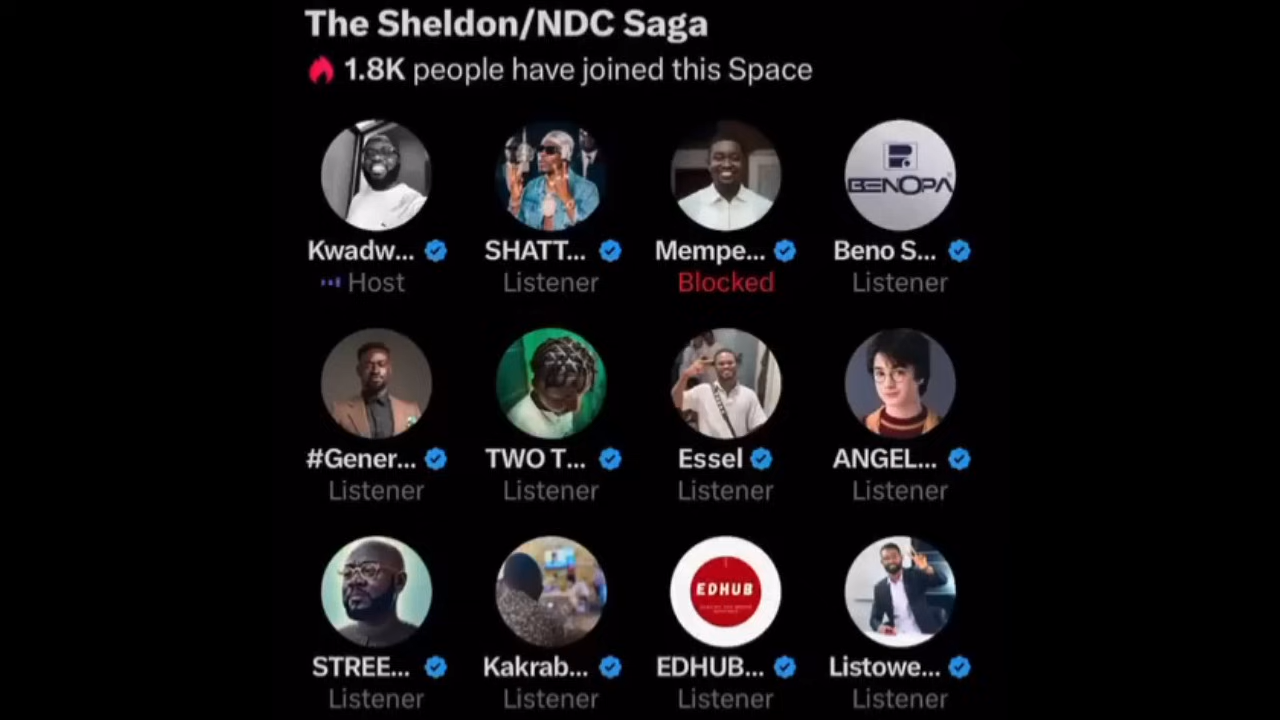 The Sheldon/NDC Saga
1.8K people have joined this Space
Kwadw... SHATT... Mempe... Beno S...
Host Listener Blocked Listener
BENOPA
#Gener... TWO T... Essel ANGEL...
Listener Listener Listener Listener
EDHUB
STREE... Kakrab... EDHUB... Listowe...
Listener Listener Listener Listener